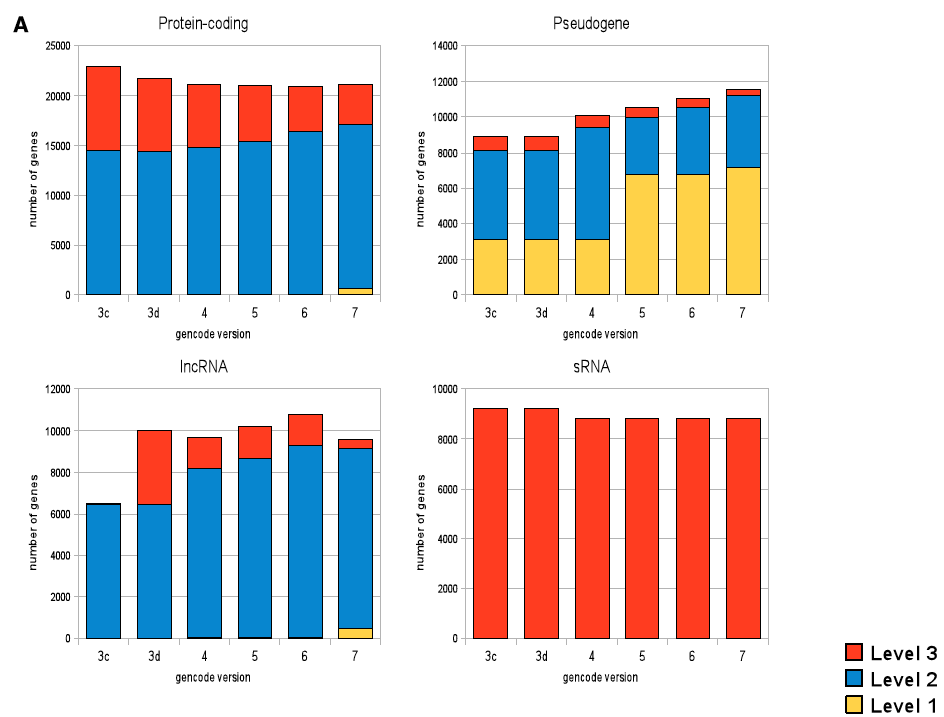 A
Protein-coding
25000
20000
15000
10000
5000
0
number of genes
3c 3d 4 5 6 7
gencode version
Pseudogene
14000
12000
10000
8000
6000
4000
2000
0
number of genes
3c 3d 4 5 6 7
gencode version
lncRNA
12000
10000
8000
6000
4000
2000
0
number of genes
3c 3d 4 5 6 7
gencode version
sRNA
10000
8000
6000
4000
2000
0
number of genes
3c 3d 4 5 6 7
gencode version
Level 3
Level 2
Level 1